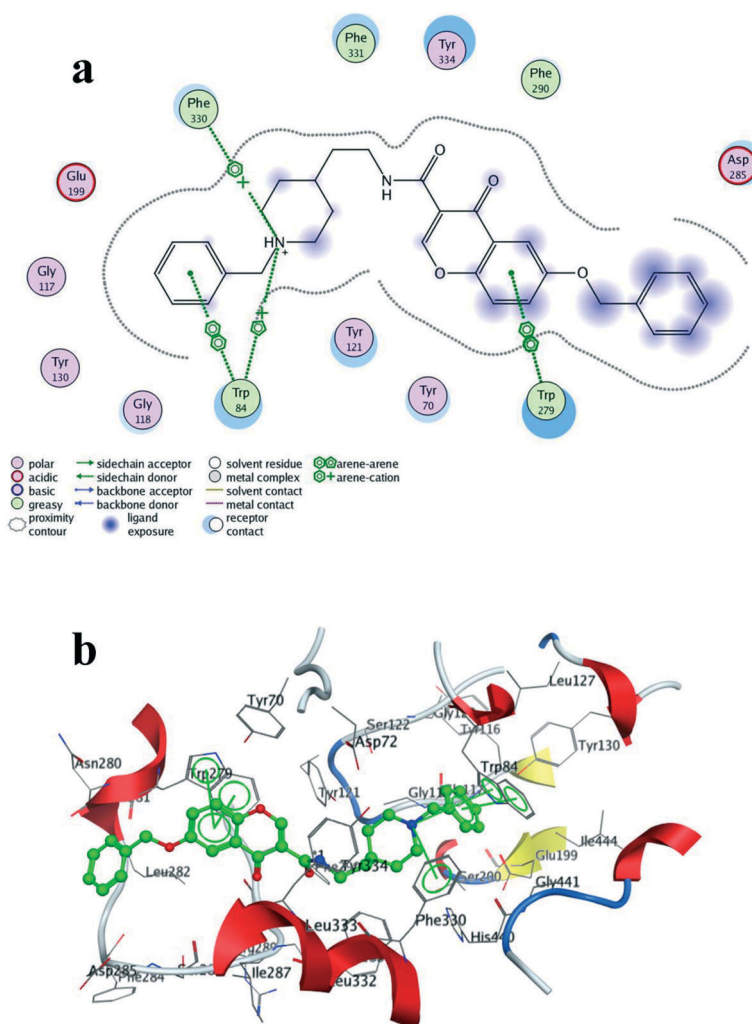 a
Phe
331
Tyr
334
Phe
290
Phe
330
Asp
285
Glu
199
O
O
N
H
HN
+
O
O
Gly
117
Tyr
130
Gly
118
Trp
84
Tyr
121
Tyr
70
Trp
279
polar
acidic
basic
greasy
proximity
contour
sidechain acceptor
sidechain donor
backbone acceptor
backbone donor
ligand
exposure
solvent residue
metal complex
solvent contact
metal contact
receptor
contact
arene-arene
arene-cation
b
Leu127
Tyr70
Ser122
Gly12
Asp72
Tyr116
Tyr130
Asn280
Trp279
Trp84
Tyr121
Tyr334
Glu199
Ile444
Leu282
Ser200
Gly441
Leu333
Phe330
His440
Asp285
Phe284
Ile287
Leu332